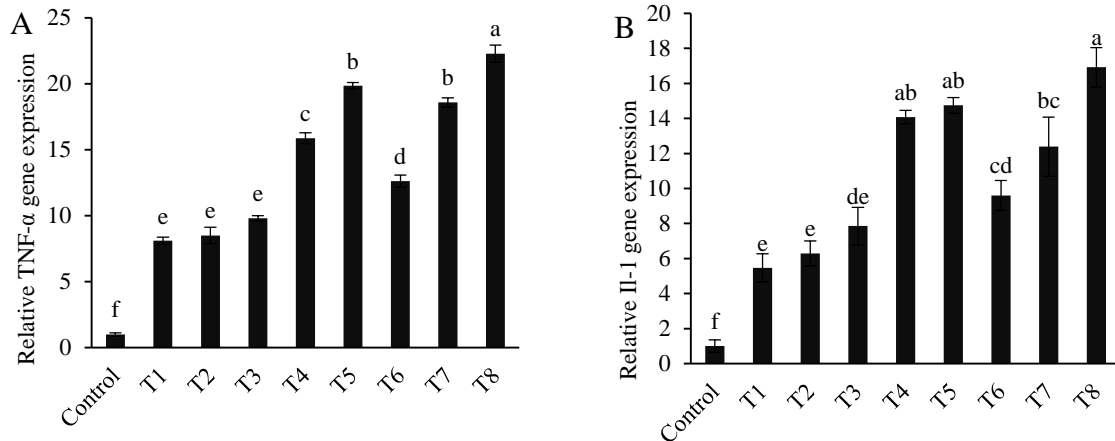 A
Relative TNF-α gene expression
25
20
15
10
5
0
f
e
e
e
c
b
d
b
a
Control
T1
T2
T3
T4
T5
T6
T7
T8
B
Relative Il-1 gene expression
20
18
16
14
12
10
8
6
4
2
0
f
e
e
de
ab
ab
cd
bc
a
Control
T1
T2
T3
T4
T5
T6
T7
T8